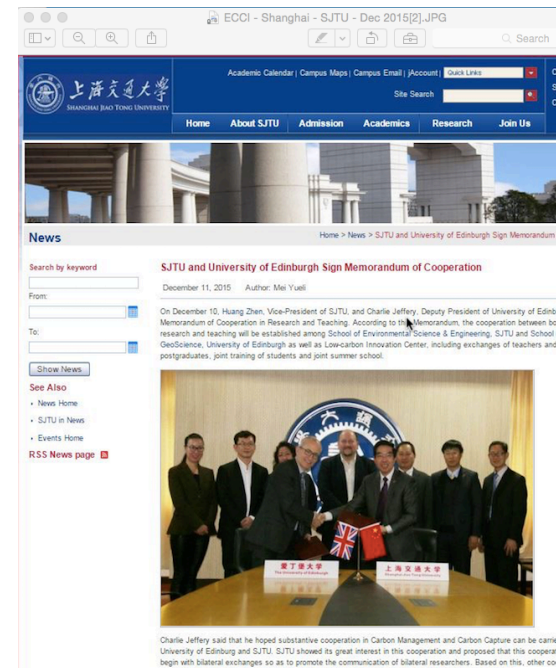 ECCI - Shanghai - SJTU - Dec 2015[2].JPG
Search
上海交通大學
SHANGHAI JIAO TONG UNIVERSITY
Academic Calendar | Campus Maps | Campus Email | jAccount | Quick Links
Site Search
Home About SJTU Admission Academics Research Join Us
News
Home > News > SJTU and University of Edinburgh Sign Memorandum
Search by keyword
From:
To:
Show News
See Also
News Home
SJTU in News
Events Home
RSS News page
SJTU and University of Edinburgh Sign Memorandum of Cooperation
December 11, 2015 Author: Mei Yueli
On December 10, Huang Zhen, Vice-President of SJTU, and Charlie Jeffery, Deputy President of University of Edinb
Memorandum of Cooperation in Research and Teaching. According to the Memorandum, the cooperation between bo
research and teaching will be established among School of Environmental Science & Engineering, SJTU and School
GeoScience, University of Edinburgh as well as Low-carbon Innovation Center, including exchanges of teachers and
postgraduates, joint training of students and joint summer school.
爱丁堡大学
The University of Edinburgh
上海交通大学
Shanghai Jiao Tong University
Charlie Jeffery said that he hoped substantive cooperation in Carbon Management and Carbon Capture can be carrie
University of Edinburg and SJTU. SJTU showed its great interest in this cooperation and proposed that this coopera
begin with bilateral exchanges so as to promote the communication of bilateral researchers. Based on this, other vo